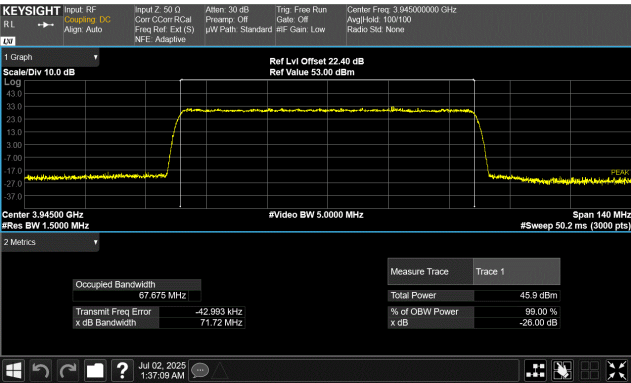 KEYSIGHT Input: RF Input Z: 50 Ω Atten: 30 dB Trig: Free Run Center Freq: 3.945000000 GHz
R L Coupling: DC Corr CCorr RCal Preamp: Off Gate: Off Avg|Hold: 100/100
Align: Auto Freq Ref: Ext (S) µW Path: Standard #IF Gain: Low Radio Std: None
LXI NFE: Adaptive
1 Graph
Ref Lvl Offset 22.40 dB
Scale/Div 10.0 dB Ref Value 53.00 dBm
Log
43.0
33.0
23.0
13.0
3.00
-7.00
-17.0 PEAK
-27.0
-37.0
Center 3.94500 GHz #Video BW 5.0000 MHz Span 140 MHz
#Res BW 1.5000 MHz #Sweep 50.2 ms (3000 pts)
2 Metrics
Measure Trace Trace 1
Occupied Bandwidth
67.675 MHz Total Power 45.9 dBm
Transmit Freq Error -42.993 kHz % of OBW Power 99.00 %
x dB Bandwidth 71.72 MHz x dB -26.00 dB
? Jul 02, 2025
1:37:09 AM